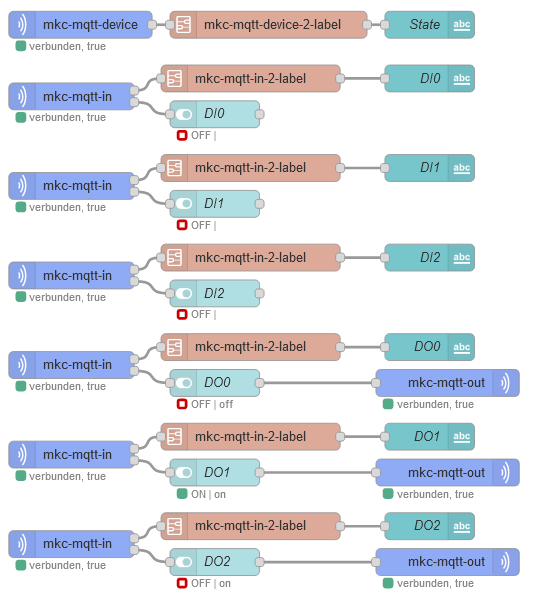 mkc-mqtt-device mkc-mqtt-device-2-label State abc
verbunden, true
mkc-mqtt-in-2-label DI0 abc
mkc-mqtt-in
DI0
verbunden, true
OFF |
mkc-mqtt-in-2-label DI1 abc
mkc-mqtt-in
DI1
verbunden, true
OFF |
mkc-mqtt-in-2-label DI2 abc
mkc-mqtt-in
DI2
verbunden, true
OFF |
mkc-mqtt-in-2-label DO0 abc
mkc-mqtt-in
DO0 mkc-mqtt-out
verbunden, true
OFF | off verbunden, true
mkc-mqtt-in-2-label DO1 abc
mkc-mqtt-in
DO1 mkc-mqtt-out
verbunden, true
ON | on verbunden, true
mkc-mqtt-in-2-label DO2 abc
mkc-mqtt-in
DO2 mkc-mqtt-out
verbunden, true
OFF | on verbunden, true